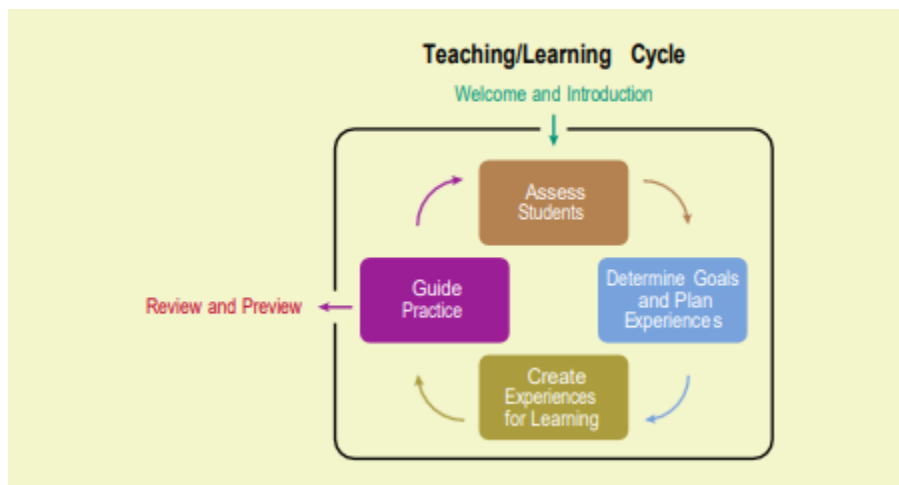 Teaching/Learning Cycle
Welcome and Introduction
Assess
Students
Determine Goals
and Plan
Experiences
Guide
Practice
Review and Preview
Create
Experiences
for Learning